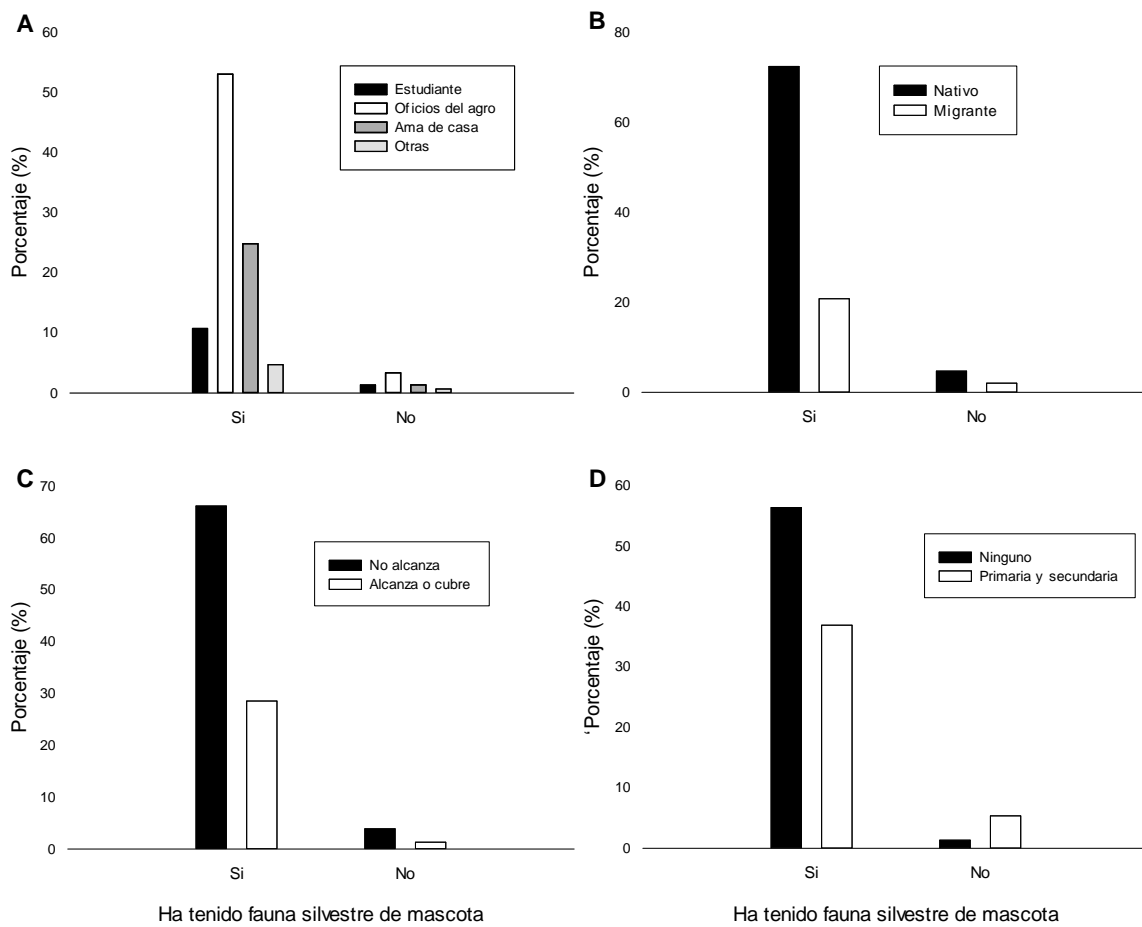 A
60
50
40
30
20
10
0
Porcentaje (%)
Estudiante
Oficios del agro
Ama de casa
Otras
Si
No
B
80
60
40
20
0
Porcentaje (%)
Nativo
Migrante
Si
No
C
70
60
50
40
30
20
10
0
Porcentaje (%)
No alcanza
Alcanza o cubre
Si
No
Ha tenido fauna silvestre de mascota
D
60
50
40
30
20
10
0
‘Porcentaje (%)
Ninguno
Primaria y secundaria
Si
No
Ha tenido fauna silvestre de mascota